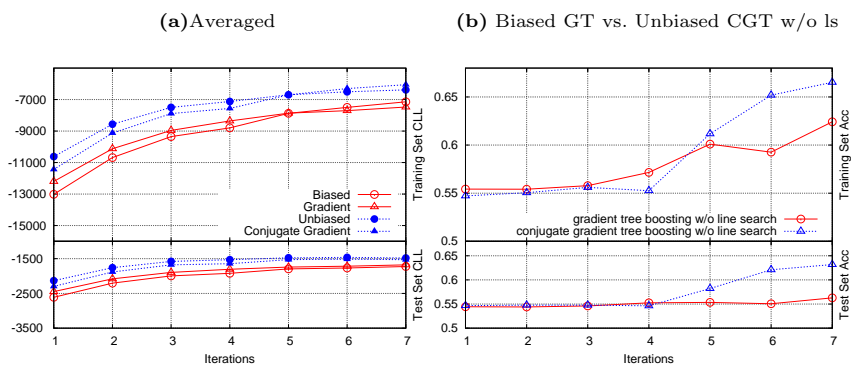 (a)Averaged
-7000
-9000
-11000
-13000
-15000
Training Set CLL
Biased
Gradient
Unbiased
Conjugate Gradient
-1500
-2500
-3500
Test Set CLL
1 2 3 4 5 6 7
Iterations
(b) Biased GT vs. Unbiased CGT w/o ls
0.65
0.6
0.55
0.5
Training Set Acc
gradient tree boosting w/o line search
conjugate gradient tree boosting w/o line search
0.65
0.6
0.55
0.5
Test Set Acc
1 2 3 4 5 6 7
Iterations